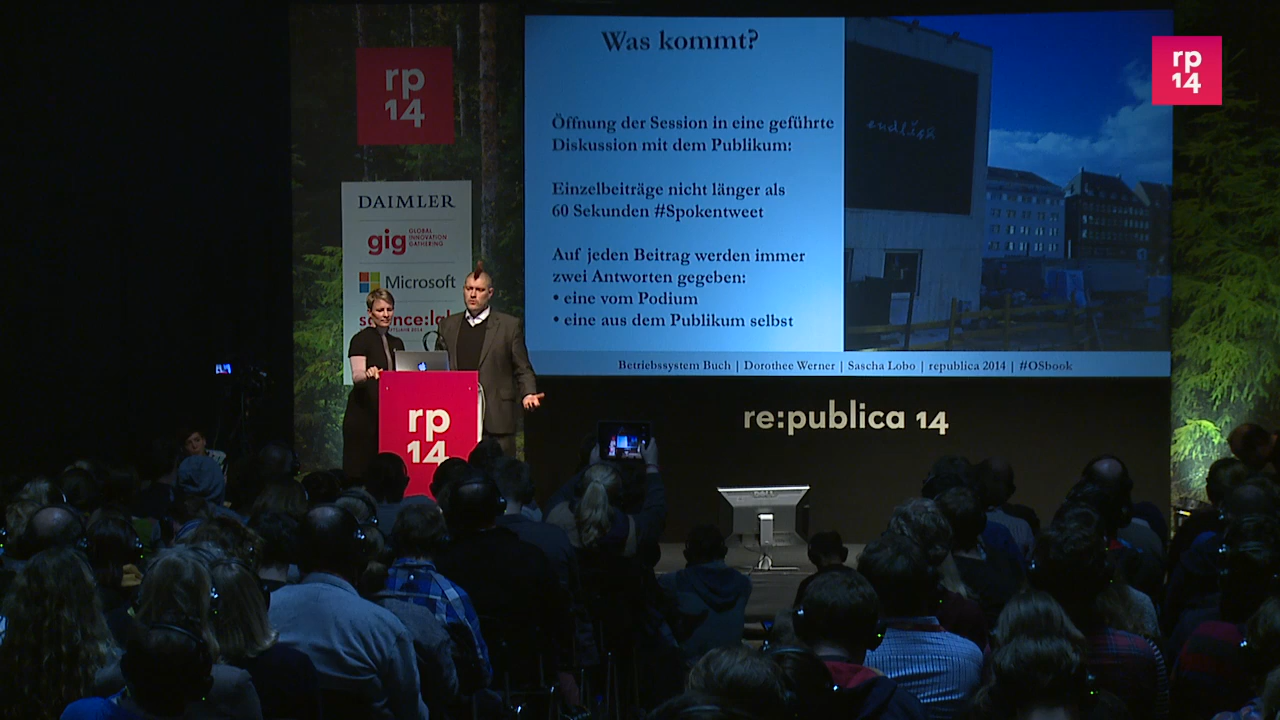 rp
14
DAIMLER
gig GLOBAL
INNOVATION
GATHERING
Microsoft
Was kommt?
Öffnung der Session in eine geführte
Diskussion mit dem Publikum:
Einzelbeiträge nicht länger als
60 Sekunden #Spokentweet
Auf jeden Beitrag werden immer
zwei Antworten gegeben:
• eine vom Podium
• eine aus dem Publikum selbst
endlich
Betriebssystem Buch | Dorothee Werner | Sascha Lobo | republica 2014 | #OSbook
rp
14
re:publica 14
rp
14
DELL